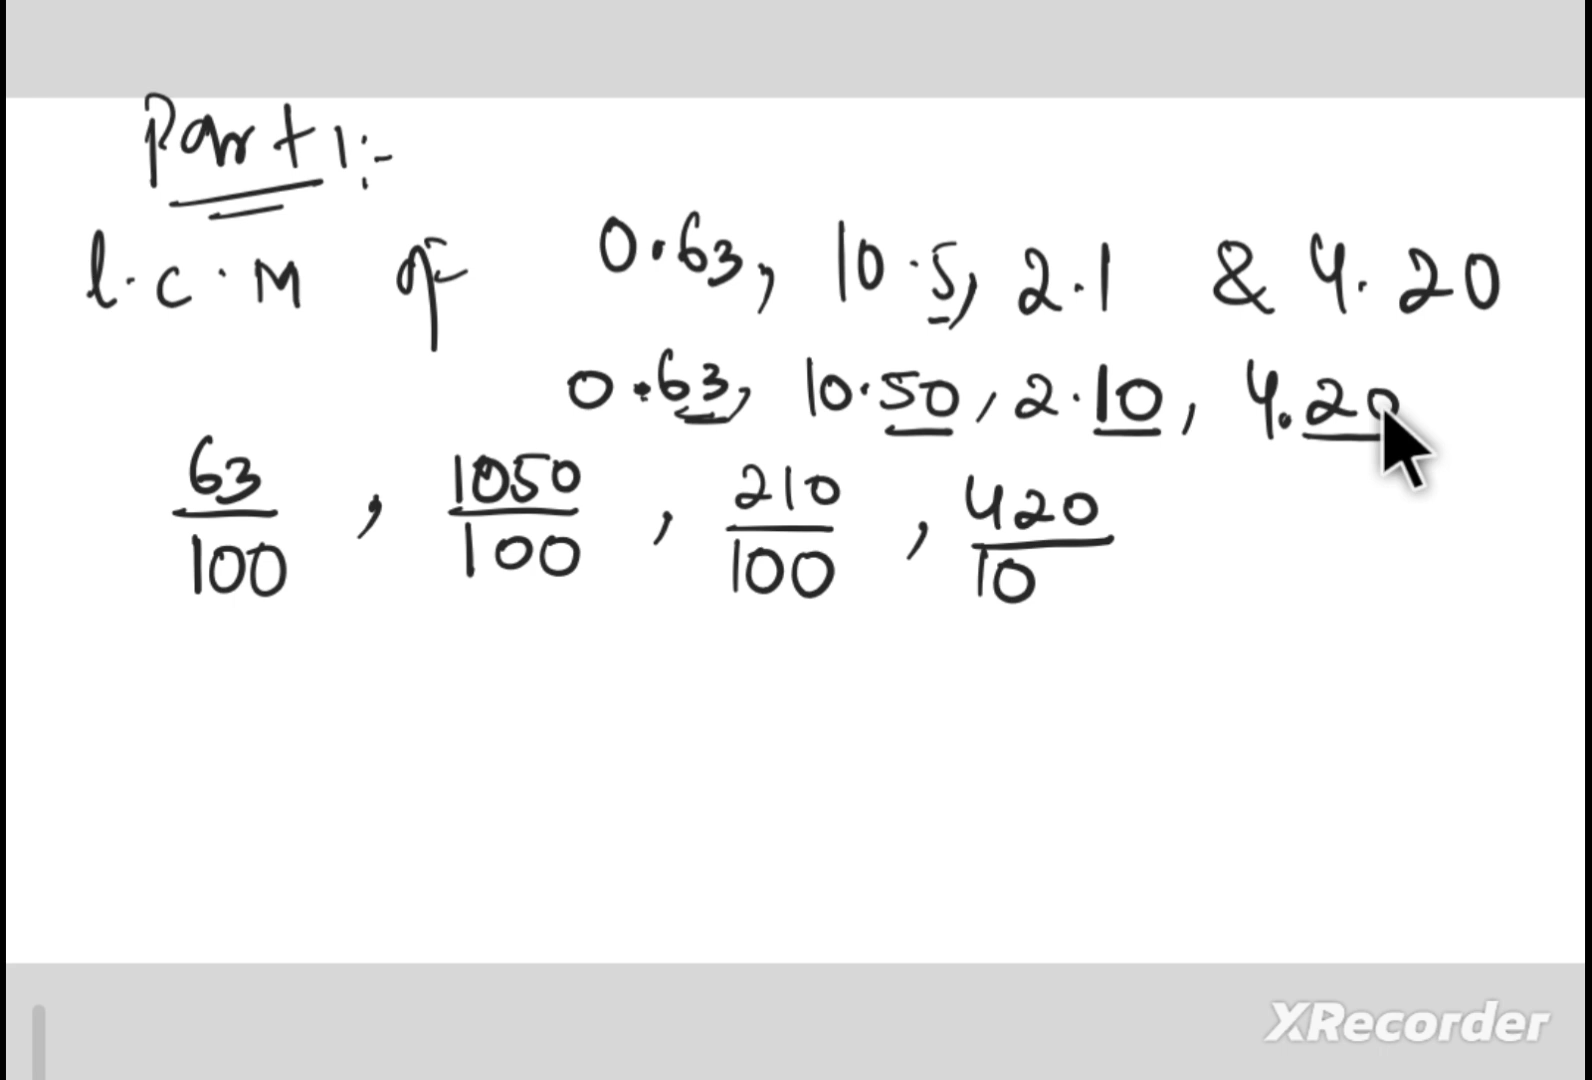 Part 1:-
l.c.M of 0.63, 10.5, 2.1 & 4.20
0.63, 10.50, 2.10, 4.20
63/100, 1050/100, 210/100, 420/10
XRecorder